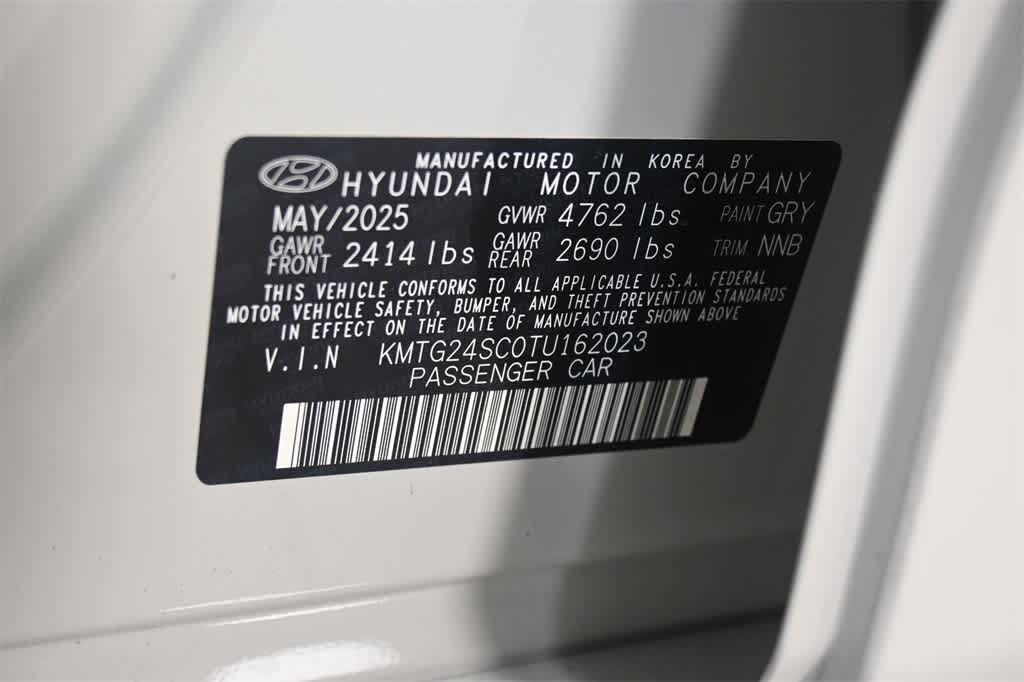 MANUFACTURED IN KOREA BY
HYUNDAI MOTOR COMPANY
MAY/2025 GVWR 4762 lbs PAINT GRY
GAWR FRONT 2414 lbs GAWR REAR 2690 lbs TRIM NNB
THIS VEHICLE CONFORMS TO ALL APPLICABLE U.S.A. FEDERAL
MOTOR VEHICLE SAFETY, BUMPER, AND THEFT PREVENTION STANDARDS
IN EFFECT ON THE DATE OF MANUFACTURE SHOWN ABOVE
V.I.N KMTG24SC0TU162023
PASSENGER CAR